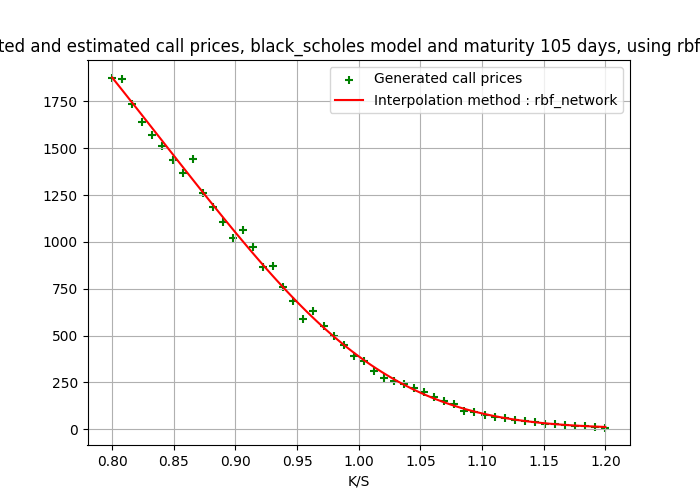 ted and estimated call prices, black_scholes model and maturity 105 days, using rbf
Generated call prices
Interpolation method : rbf_network
1750
1500
1250
1000
750
500
250
0
0.80 0.85 0.90 0.95 1.00 1.05 1.10 1.15 1.20
K/S